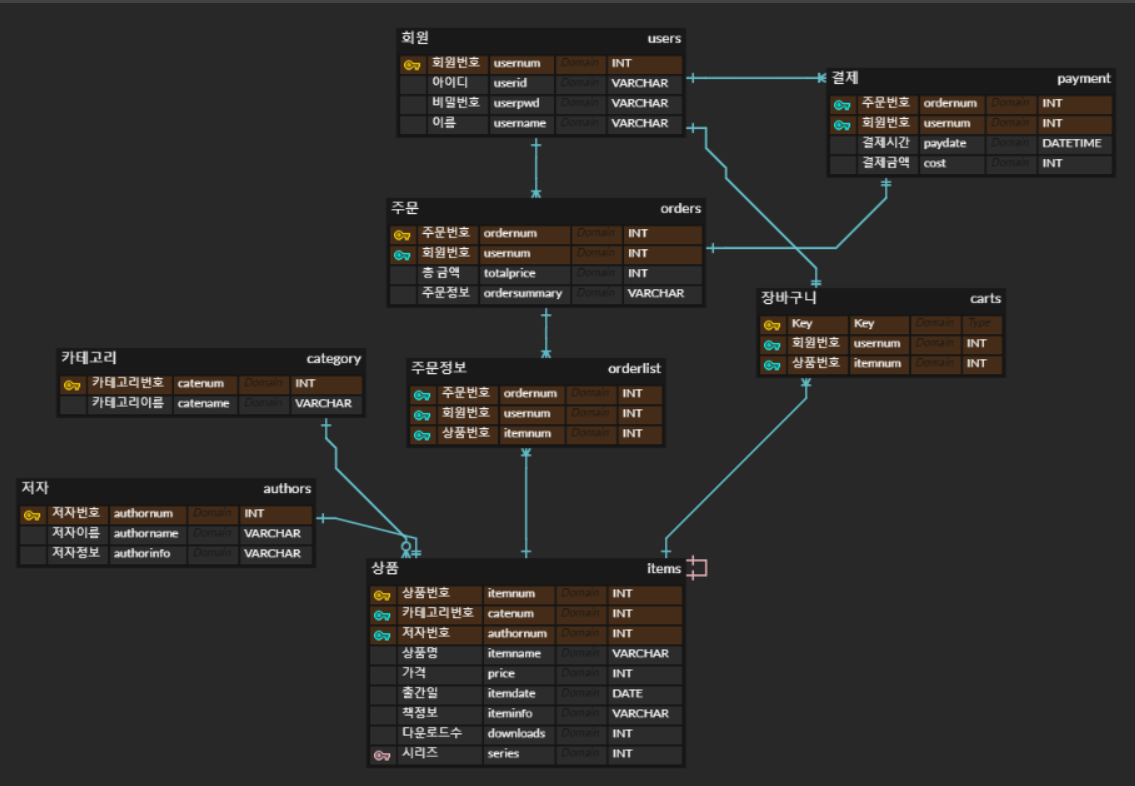 회원 users
회원번호 usernum Domain INT
아이디 userid Domain VARCHAR
비밀번호 userpwd Domain VARCHAR
이름 username Domain VARCHAR
결제 payment
주문번호 ordernum Domain INT
회원번호 usernum Domain INT
결제시간 paydate Domain DATETIME
결제금액 cost Domain INT
주문 orders
주문번호 ordernum Domain INT
회원번호 usernum Domain INT
총 금액 totalprice Domain INT
주문정보 ordersummary Domain VARCHAR
장바구니 carts
Key Key Domain Type
회원번호 usernum Domain INT
상품번호 itemnum Domain INT
카테고리 category
카테고리번호 catenum Domain INT
카테고리이름 catename Domain VARCHAR
주문정보 orderlist
주문번호 ordernum Domain INT
회원번호 usernum Domain INT
상품번호 itemnum Domain INT
저자 authors
저자번호 authornum Domain INT
저자이름 authorname Domain VARCHAR
저자정보 authorinfo Domain VARCHAR
상품 items
상품번호 itemnum Domain INT
카테고리번호 catenum Domain INT
저자번호 authornum Domain INT
상품명 itemname Domain VARCHAR
가격 price Domain INT
출간일 itemdate Domain DATE
책정보 iteminfo Domain VARCHAR
다운로드수 downloads Domain INT
시리즈 series Domain INT